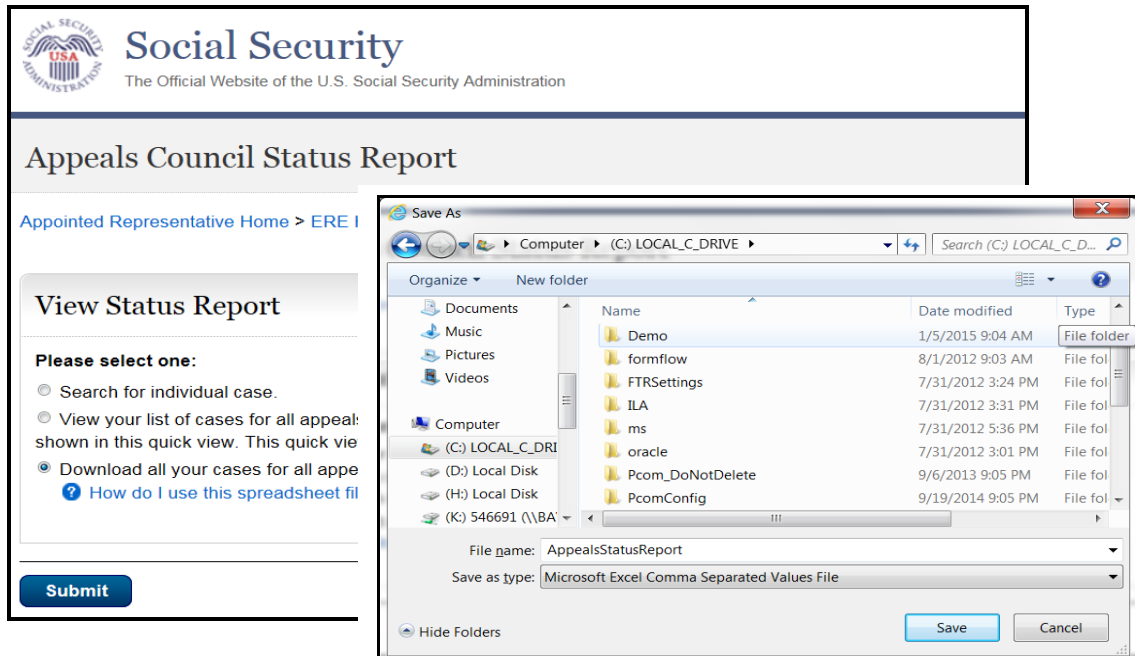 SOCIAL SECURITY
USA
ADMINISTRATION
Social Security
The Official Website of the U.S. Social Security Administration
Appeals Council Status Report
Appointed Representative Home > ERE
View Status Report
Please select one:
Search for individual case.
View your list of cases for all appeals
shown in this quick view. This quick vie
Download all your cases for all appe
? How do I use this spreadsheet fil
Submit
Save As
Computer (C:) LOCAL_C_DRIVE
Search (C:) LOCAL_C_D...
Organize New folder ?
Documents
Music
Pictures
Videos
Computer
(C:) LOCAL_C_DRI
(D:) Local Disk
(H:) Local Disk
(K:) 546691 (\\BA
Name Date modified Type
Demo 1/5/2015 9:04 AM File folder
formflow 8/1/2012 9:03 AM File fol
FTRSettings 7/31/2012 3:24 PM File fol
ILA 7/31/2012 3:31 PM File fol
ms 7/31/2012 5:36 PM File fol
oracle 7/31/2012 3:01 PM File fol
Pcom_DoNotDelete 9/6/2013 9:05 PM File fol
PcomConfig 9/19/2014 9:05 PM File fol
File name: AppealsStatusReport
Save as type: Microsoft Excel Comma Separated Values File
Hide Folders
Save Cancel